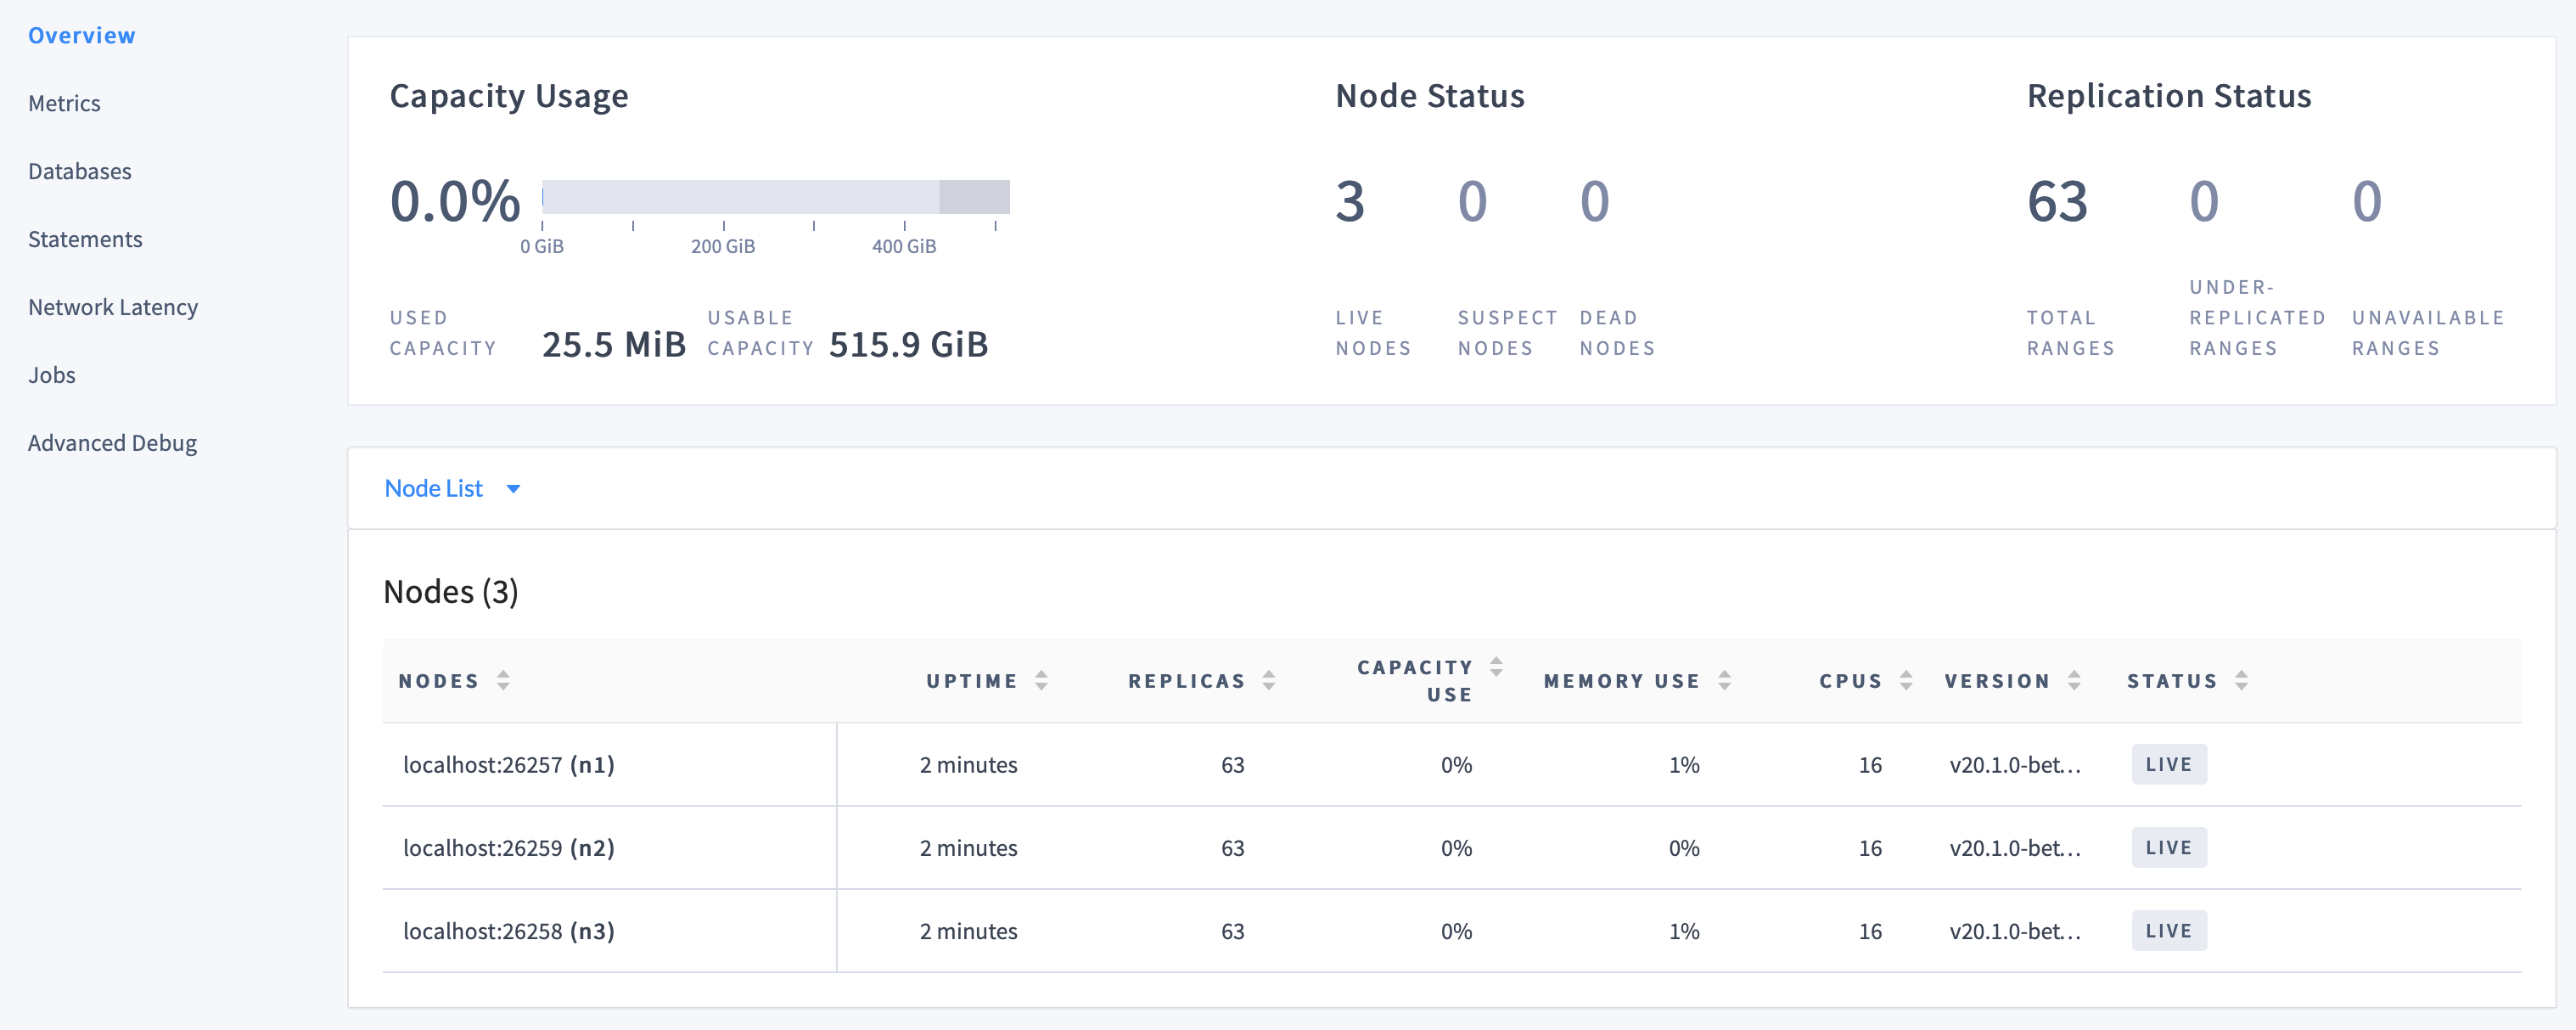 Overview
Metrics
Databases
Statements
Network Latency
Jobs
Advanced Debug
Capacity Usage
0.0%
0 GiB 200 GiB 400 GiB
USED
CAPACITY
25.5 MiB
USABLE
CAPACITY
515.9 GiB
Node Status
3 0 0
LIVE
NODES
SUSPECT
NODES
DEAD
NODES
Replication Status
63 0 0
TOTAL
RANGES
UNDER-
REPLICATED
RANGES
UNAVAILABLE
RANGES
Node List
Nodes (3)
NODES UPTIME REPLICAS CAPACITY
USE
MEMORY USE CPUS VERSION STATUS
localhost:26257 (n1) 2 minutes 63 0% 1% 16 v20.1.0-bet… LIVE
localhost:26259 (n2) 2 minutes 63 0% 0% 16 v20.1.0-bet… LIVE
localhost:26258 (n3) 2 minutes 63 0% 1% 16 v20.1.0-bet… LIVE